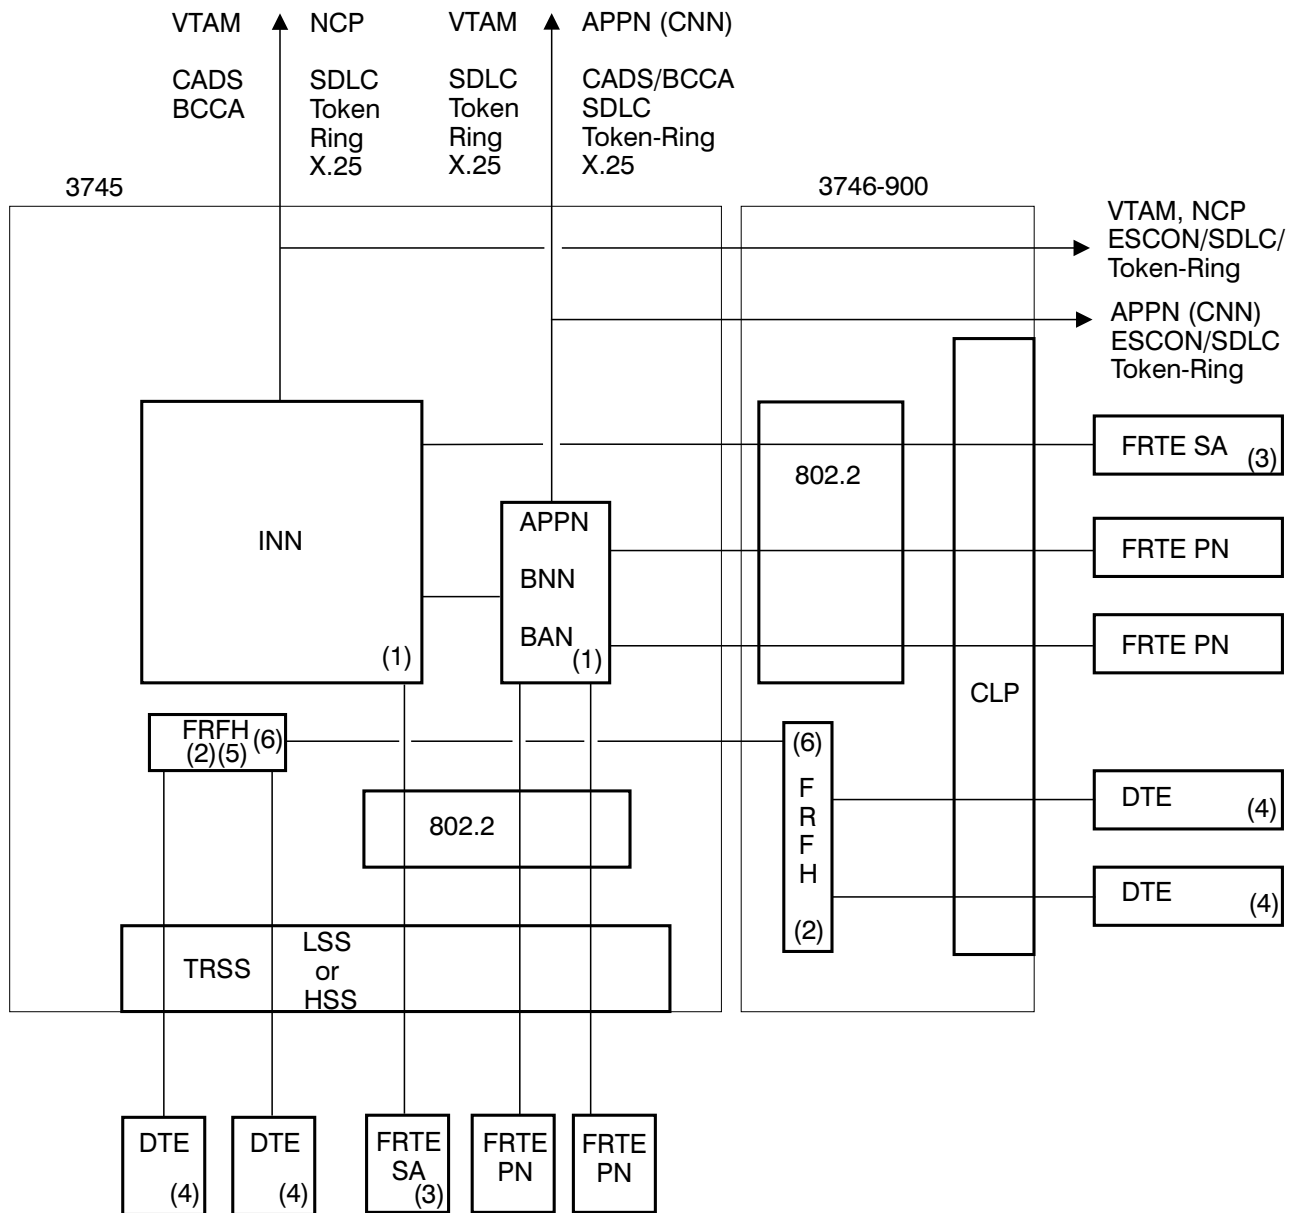 VTAM
NCP
VTAM
APPN (CNN)
CADS
BCCA
SDLC
Token
Ring
X.25
SDLC
Token
Ring
X.25
CADS/BCCA
SDLC
Token-Ring
X.25
3745
3746-900
VTAM, NCP
ESCON/SDLC/
Token-Ring
APPN (CNN)
ESCON/SDLC
Token-Ring
INN
(1)
APPN
BNN
BAN
(1)
802.2
CLP
FRTE SA
(3)
FRTE PN
FRTE PN
FRFH
(2)(5)
(6)
(6)
F
R
F
H
(2)
DTE
(4)
DTE
(4)
802.2
TRSS
LSS
or
HSS
DTE
(4)
DTE
(4)
FRTE
SA
(3)
FRTE
PN
FRTE
PN